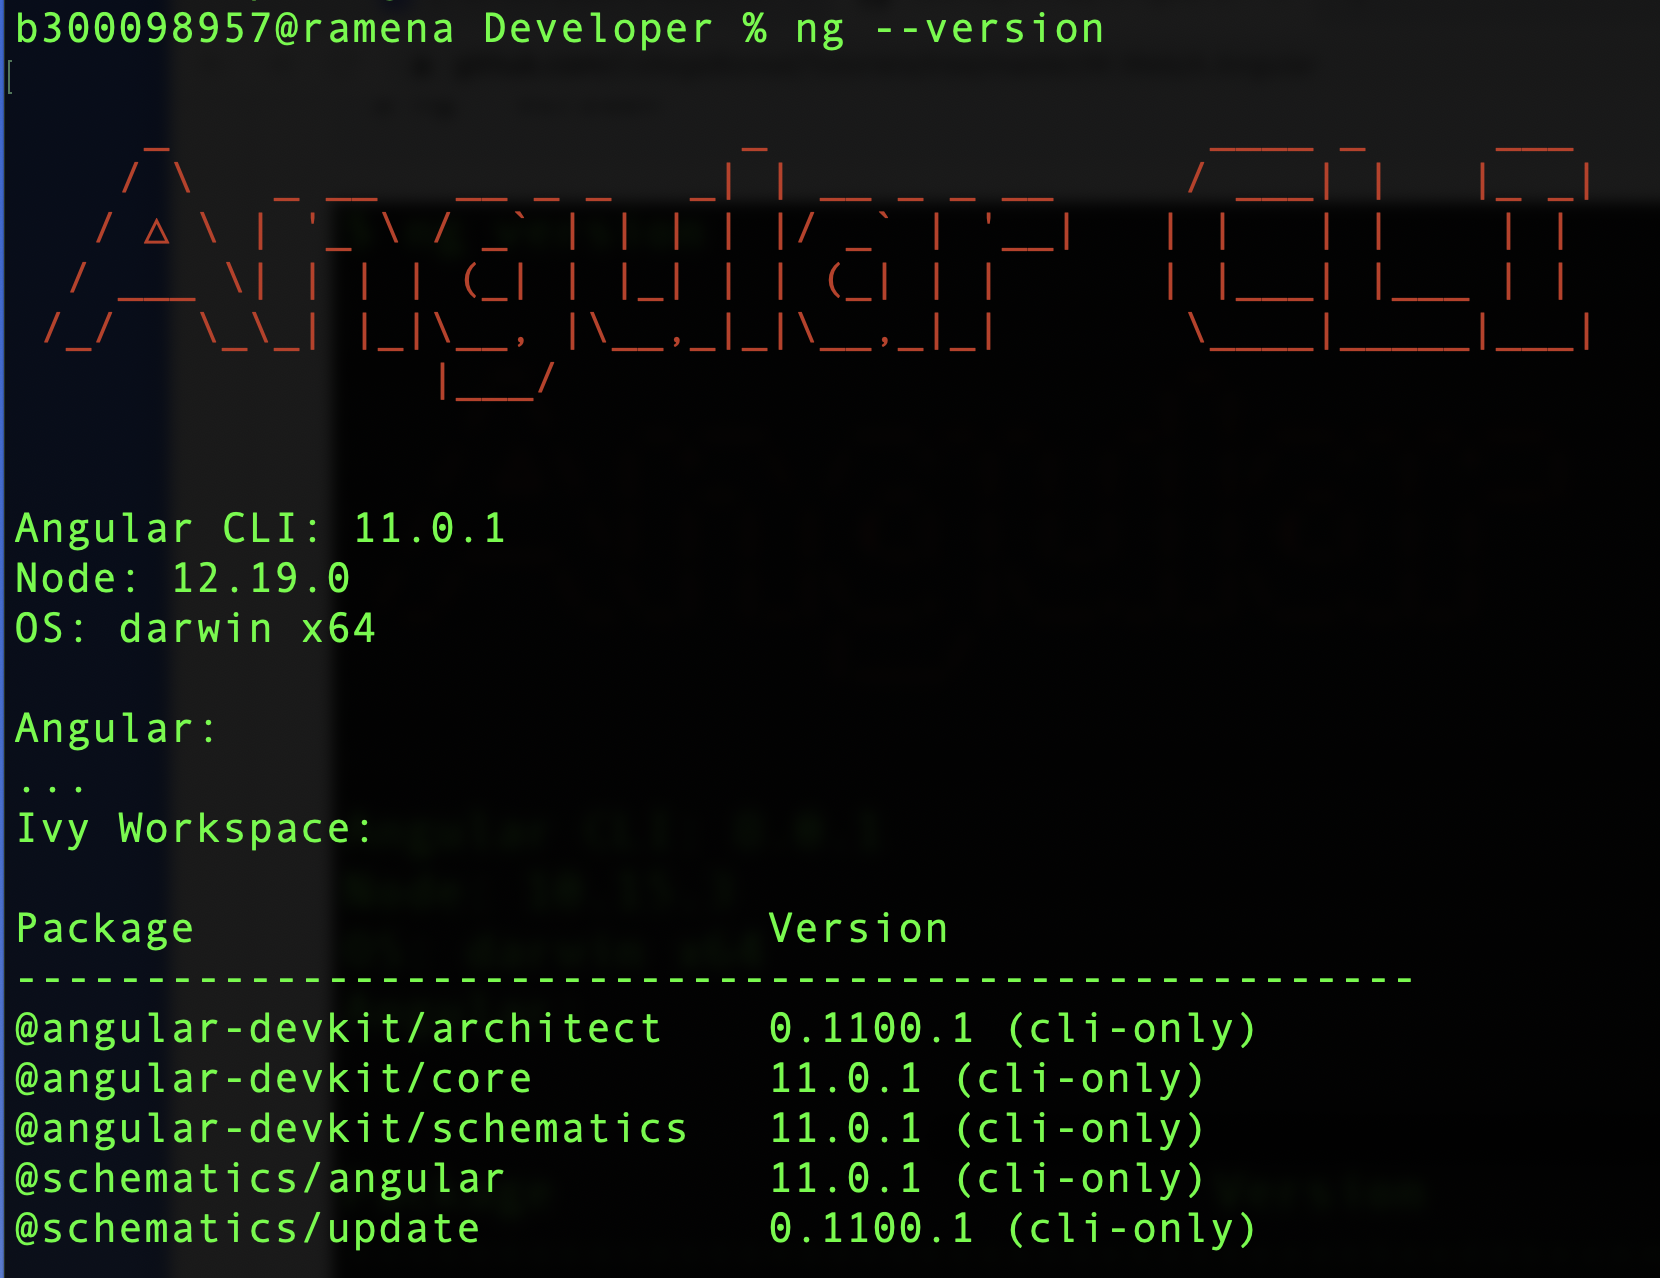 b300098957@ramena Developer % ng --version
Angular CLI
Angular CLI: 11.0.1
Node: 12.19.0
OS: darwin x64
Angular:
...
Ivy Workspace:
Package Version
------------------------------------------------------
@angular-devkit/architect 0.1100.1 (cli-only)
@angular-devkit/core 11.0.1 (cli-only)
@angular-devkit/schematics 11.0.1 (cli-only)
@schematics/angular 11.0.1 (cli-only)
@schematics/update 0.1100.1 (cli-only)